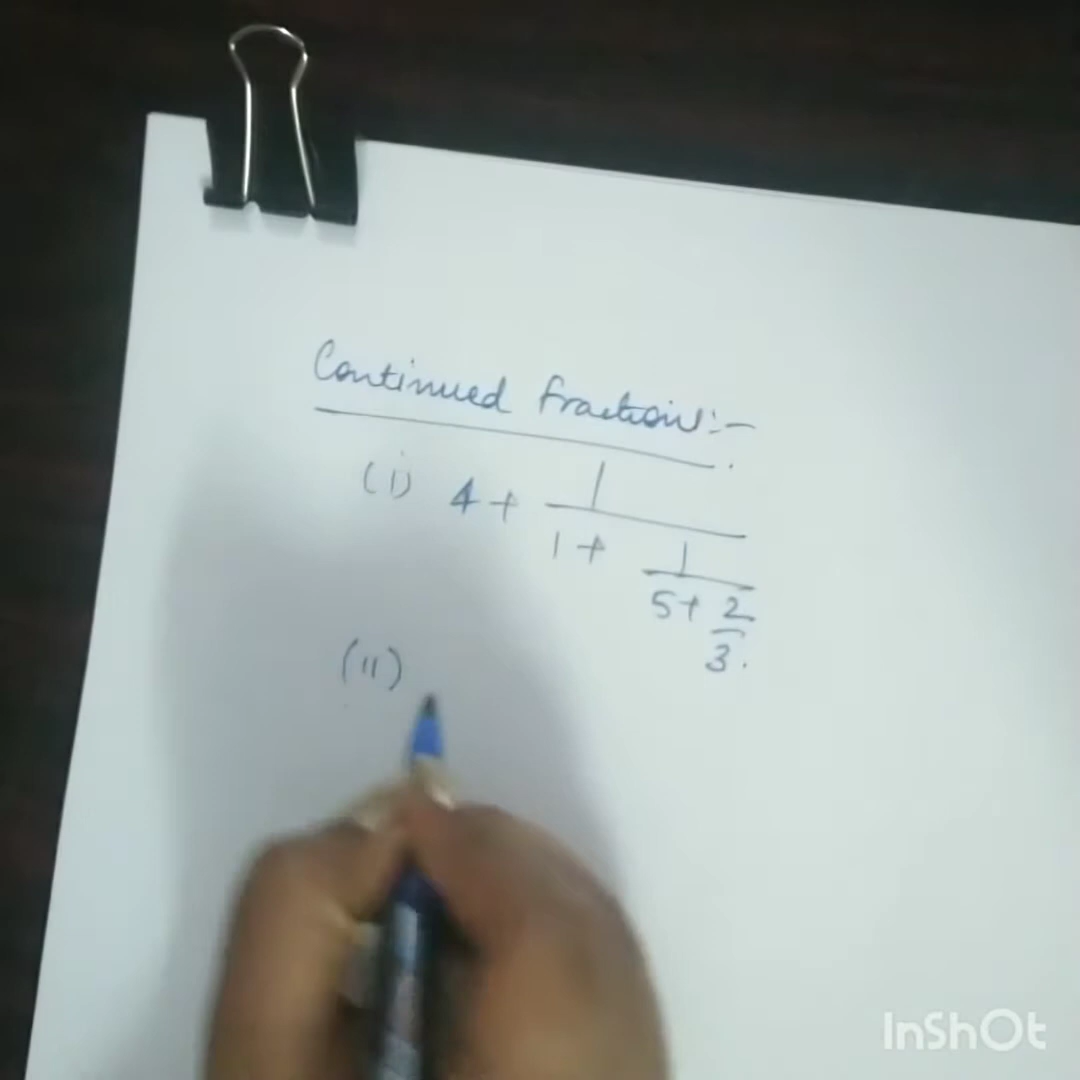 Continued fraction:-
(i) 4 + 1
1 + 1
5 + 2
3.
(ii)
InShOt